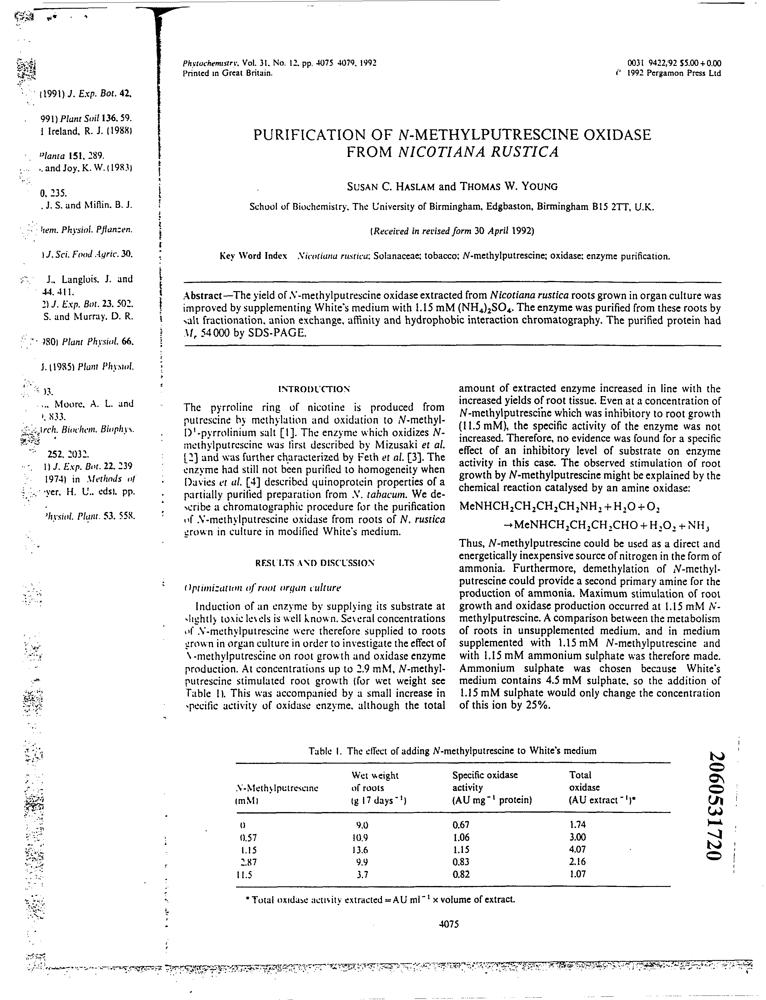 (1991) J. Exp. Bot. 42,
991) Plant Soil 136, 59.
Ireland, R. J. (1988)
Planta 151, 289.
and Joy, K. W. (1983)
0, 235.
, J. S. and Miflin, B. J.
hem. Physiol. Pflanzen.
) J. Sci. Food Agric. 30,
J., Langlois, J. and
44, 411.
2) J. Exp. Bot. 23, 502.
S. and Murray, D. R.
980) Plant Physiol. 66,
J. (1985) Plant Physiol.
03.
Moore, A. L. and
, 833.
Arch. Biochem. Biophys.
252, 2032.
1) J. Exp. Bot. 22, 239
1974) in Methods of
yer, H. U., eds), pp.
Physiol. Plant. 53, 558.
Phytochemistry, Vol. 31, No. 12, pp. 4075 4079, 1992
Printed in Great Britain.
0031 9422/92 $5.00 + 0.00
1992 Pergamon Press Ltd
PURIFICATION OF N-METHYLPUTRESCINE OXIDASE
FROM NICOTIANA RUSTICA
SUSAN C. HASLAM and THOMAS W. YOUNG
School of Biochemistry, The University of Birmingham, Edgbaston, Birmingham B15 2TT, U.K.
(Received in revised form 30 April 1992)
Key Word Index Nicotiana rustica; Solanaceae; tobacco; N-methylputrescine; oxidase; enzyme purification.
Abstract—The yield of N-methylputrescine oxidase extracted from Nicotiana rustica roots grown in organ culture was
improved by supplementing White's medium with 1.15 mM (NH₄)₂SO₄. The enzyme was purified from these roots by
salt fractionation, anion exchange, affinity and hydrophobic interaction chromatography. The purified protein had
Mr 54 000 by SDS-PAGE.
INTRODUCTION
The pyrroline ring of nicotine is produced from
putrescine by methylation and oxidation to N-methyl-
D¹-pyrrolinium salt [1]. The enzyme which oxidizes N-
methylputrescine was first described by Mizusaki et al.
[2] and was further characterized by Feth et al. [3]. The
enzyme had still not been purified to homogeneity when
Davies et al. [4] described quinoprotein properties of a
partially purified preparation from N. tabacum. We de-
scribe a chromatographic procedure for the purification
of N-methylputrescine oxidase from roots of N. rustica
grown in culture in modified White's medium.
RESULTS AND DISCUSSION
Optimization of root organ culture
Induction of an enzyme by supplying its substrate at
slightly toxic levels is well known. Several concentrations
of N-methylputrescine were therefore supplied to roots
grown in organ culture in order to investigate the effect of
N-methylputrescine on root growth and oxidase enzyme
production. At concentrations up to 2.9 mM, N-methyl-
putrescine stimulated root growth (for wet weight see
Table 1). This was accompanied by a small increase in
specific activity of oxidase enzyme, although the total
amount of extracted enzyme increased in line with the
increased yields of root tissue. Even at a concentration of
N-methylputrescine which was inhibitory to root growth
(11.5 mM), the specific activity of the enzyme was not
increased. Therefore, no evidence was found for a specific
effect of an inhibitory level of substrate on enzyme
activity in this case. The observed stimulation of root
growth by N-methylputrescine might be explained by the
chemical reaction catalysed by an amine oxidase:
MeNHCH₂CH₂CH₂CH₂NH₂ + H₂O + O₂
→ MeNHCH₂CH₂CH₂CHO + H₂O₂ + NH₃
Thus, N-methylputrescine could be used as a direct and
energetically inexpensive source of nitrogen in the form of
ammonia. Furthermore, demethylation of N-methyl-
putrescine could provide a second primary amine for the
production of ammonia. Maximum stimulation of root
growth and oxidase production occurred at 1.15 mM N-
methylputrescine. A comparison between the metabolism
of roots in unsupplemented medium, and in medium
supplemented with 1.15 mM N-methylputrescine and
with 1.15 mM ammonium sulphate was therefore made.
Ammonium sulphate was chosen because White's
medium contains 4.5 mM sulphate, so the addition of
1.15 mM sulphate would only change the concentration
of this ion by 25%.
Table 1. The effect of adding N-methylputrescine to White's medium
N-Methylputrescine (mM) Wet weight of roots (g 17 days⁻¹) Specific oxidase activity (AU mg⁻¹ protein) Total oxidase (AU extract⁻¹)*
0 9.0 0.67 1.74
0.57 10.9 1.06 3.00
1.15 13.6 1.15 4.07
2.87 9.9 0.83 2.16
11.5 3.7 0.82 1.07
* Total oxidase activity extracted = AU ml⁻¹ × volume of extract.
4075
2060531720